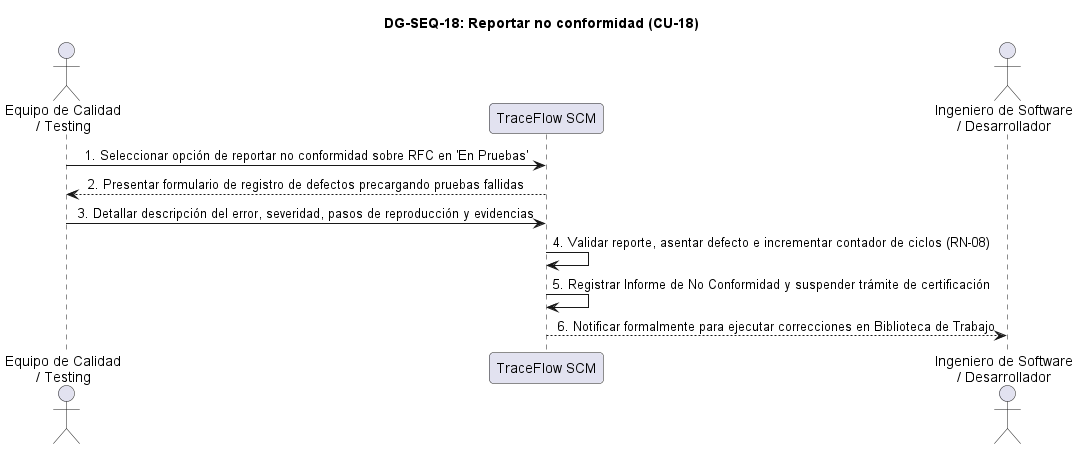 DG-SEQ-18: Reportar no conformidad (CU-18)
Equipo de Calidad
/ Testing
TraceFlow SCM
Ingeniero de Software
/ Desarrollador
1. Seleccionar opción de reportar no conformidad sobre RFC en 'En Pruebas'
2. Presentar formulario de registro de defectos precargando pruebas fallidas
3. Detallar descripción del error, severidad, pasos de reproducción y evidencias
4. Validar reporte, asentar defecto e incrementar contador de ciclos (RN-08)
5. Registrar Informe de No Conformidad y suspender trámite de certificación
6. Notificar formalmente para ejecutar correcciones en Biblioteca de Trabajo
Equipo de Calidad
/ Testing
TraceFlow SCM
Ingeniero de Software
/ Desarrollador